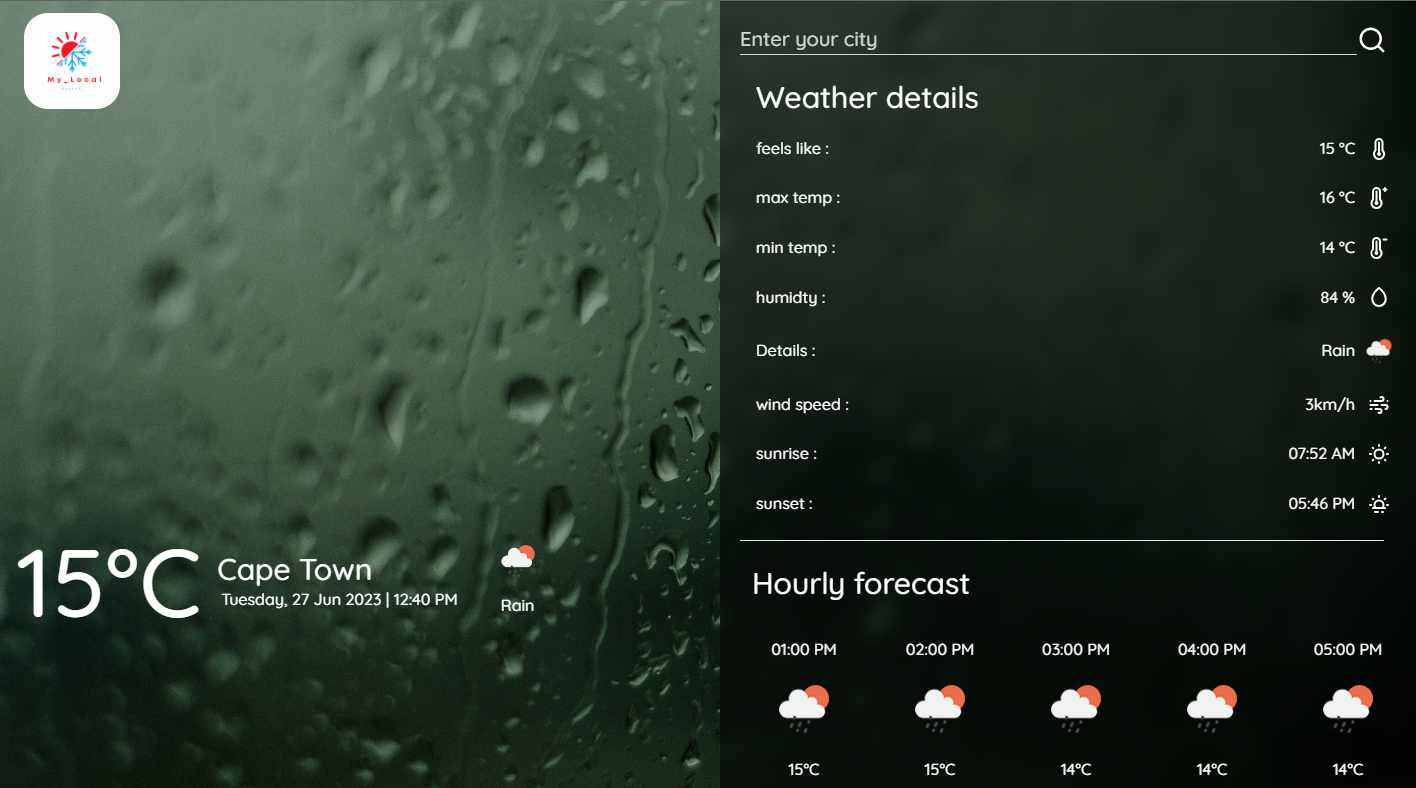 My_Local
15°C
Cape Town
Tuesday, 27 Jun 2023 | 12:40 PM
Rain
Enter your city
Weather details
feels like : 15 °C
max temp : 16 °C
min temp : 14 °C
humidty : 84 %
Details : Rain
wind speed : 3km/h
sunrise : 07:52 AM
sunset : 05:46 PM
Hourly forecast
01:00 PM 02:00 PM 03:00 PM 04:00 PM 05:00 PM
15°C 15°C 14°C 14°C 14°C